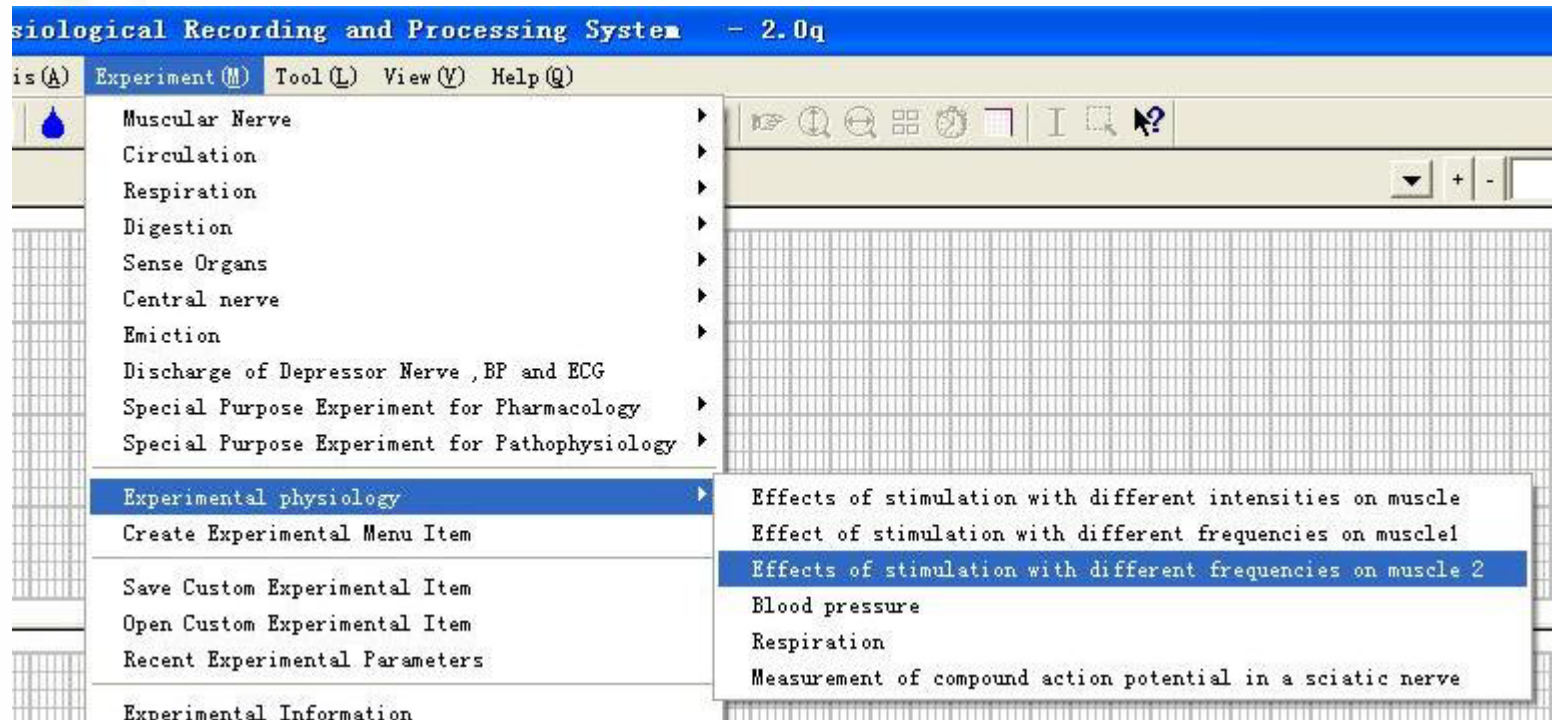 siological Recording and Processing System - 2.0q
is(A) Experiment(M) Tool(L) View(V) Help(Q)
Muscular Nerve
Circulation
Respiration
Digestion
Sense Organs
Central nerve
Emiction
Discharge of Depressor Nerve ,BP and ECG
Special Purpose Experiment for Pharmacology
Special Purpose Experiment for Pathophysiology
Experimental physiology
Create Experimental Menu Item
Save Custom Experimental Item
Open Custom Experimental Item
Recent Experimental Parameters
Experimental Information
Effects of stimulation with different intensities on muscle
Effect of stimulation with different frequencies on muscle1
Effects of stimulation with different frequencies on muscle 2
Blood pressure
Respiration
Measurement of compound action potential in a sciatic nerve